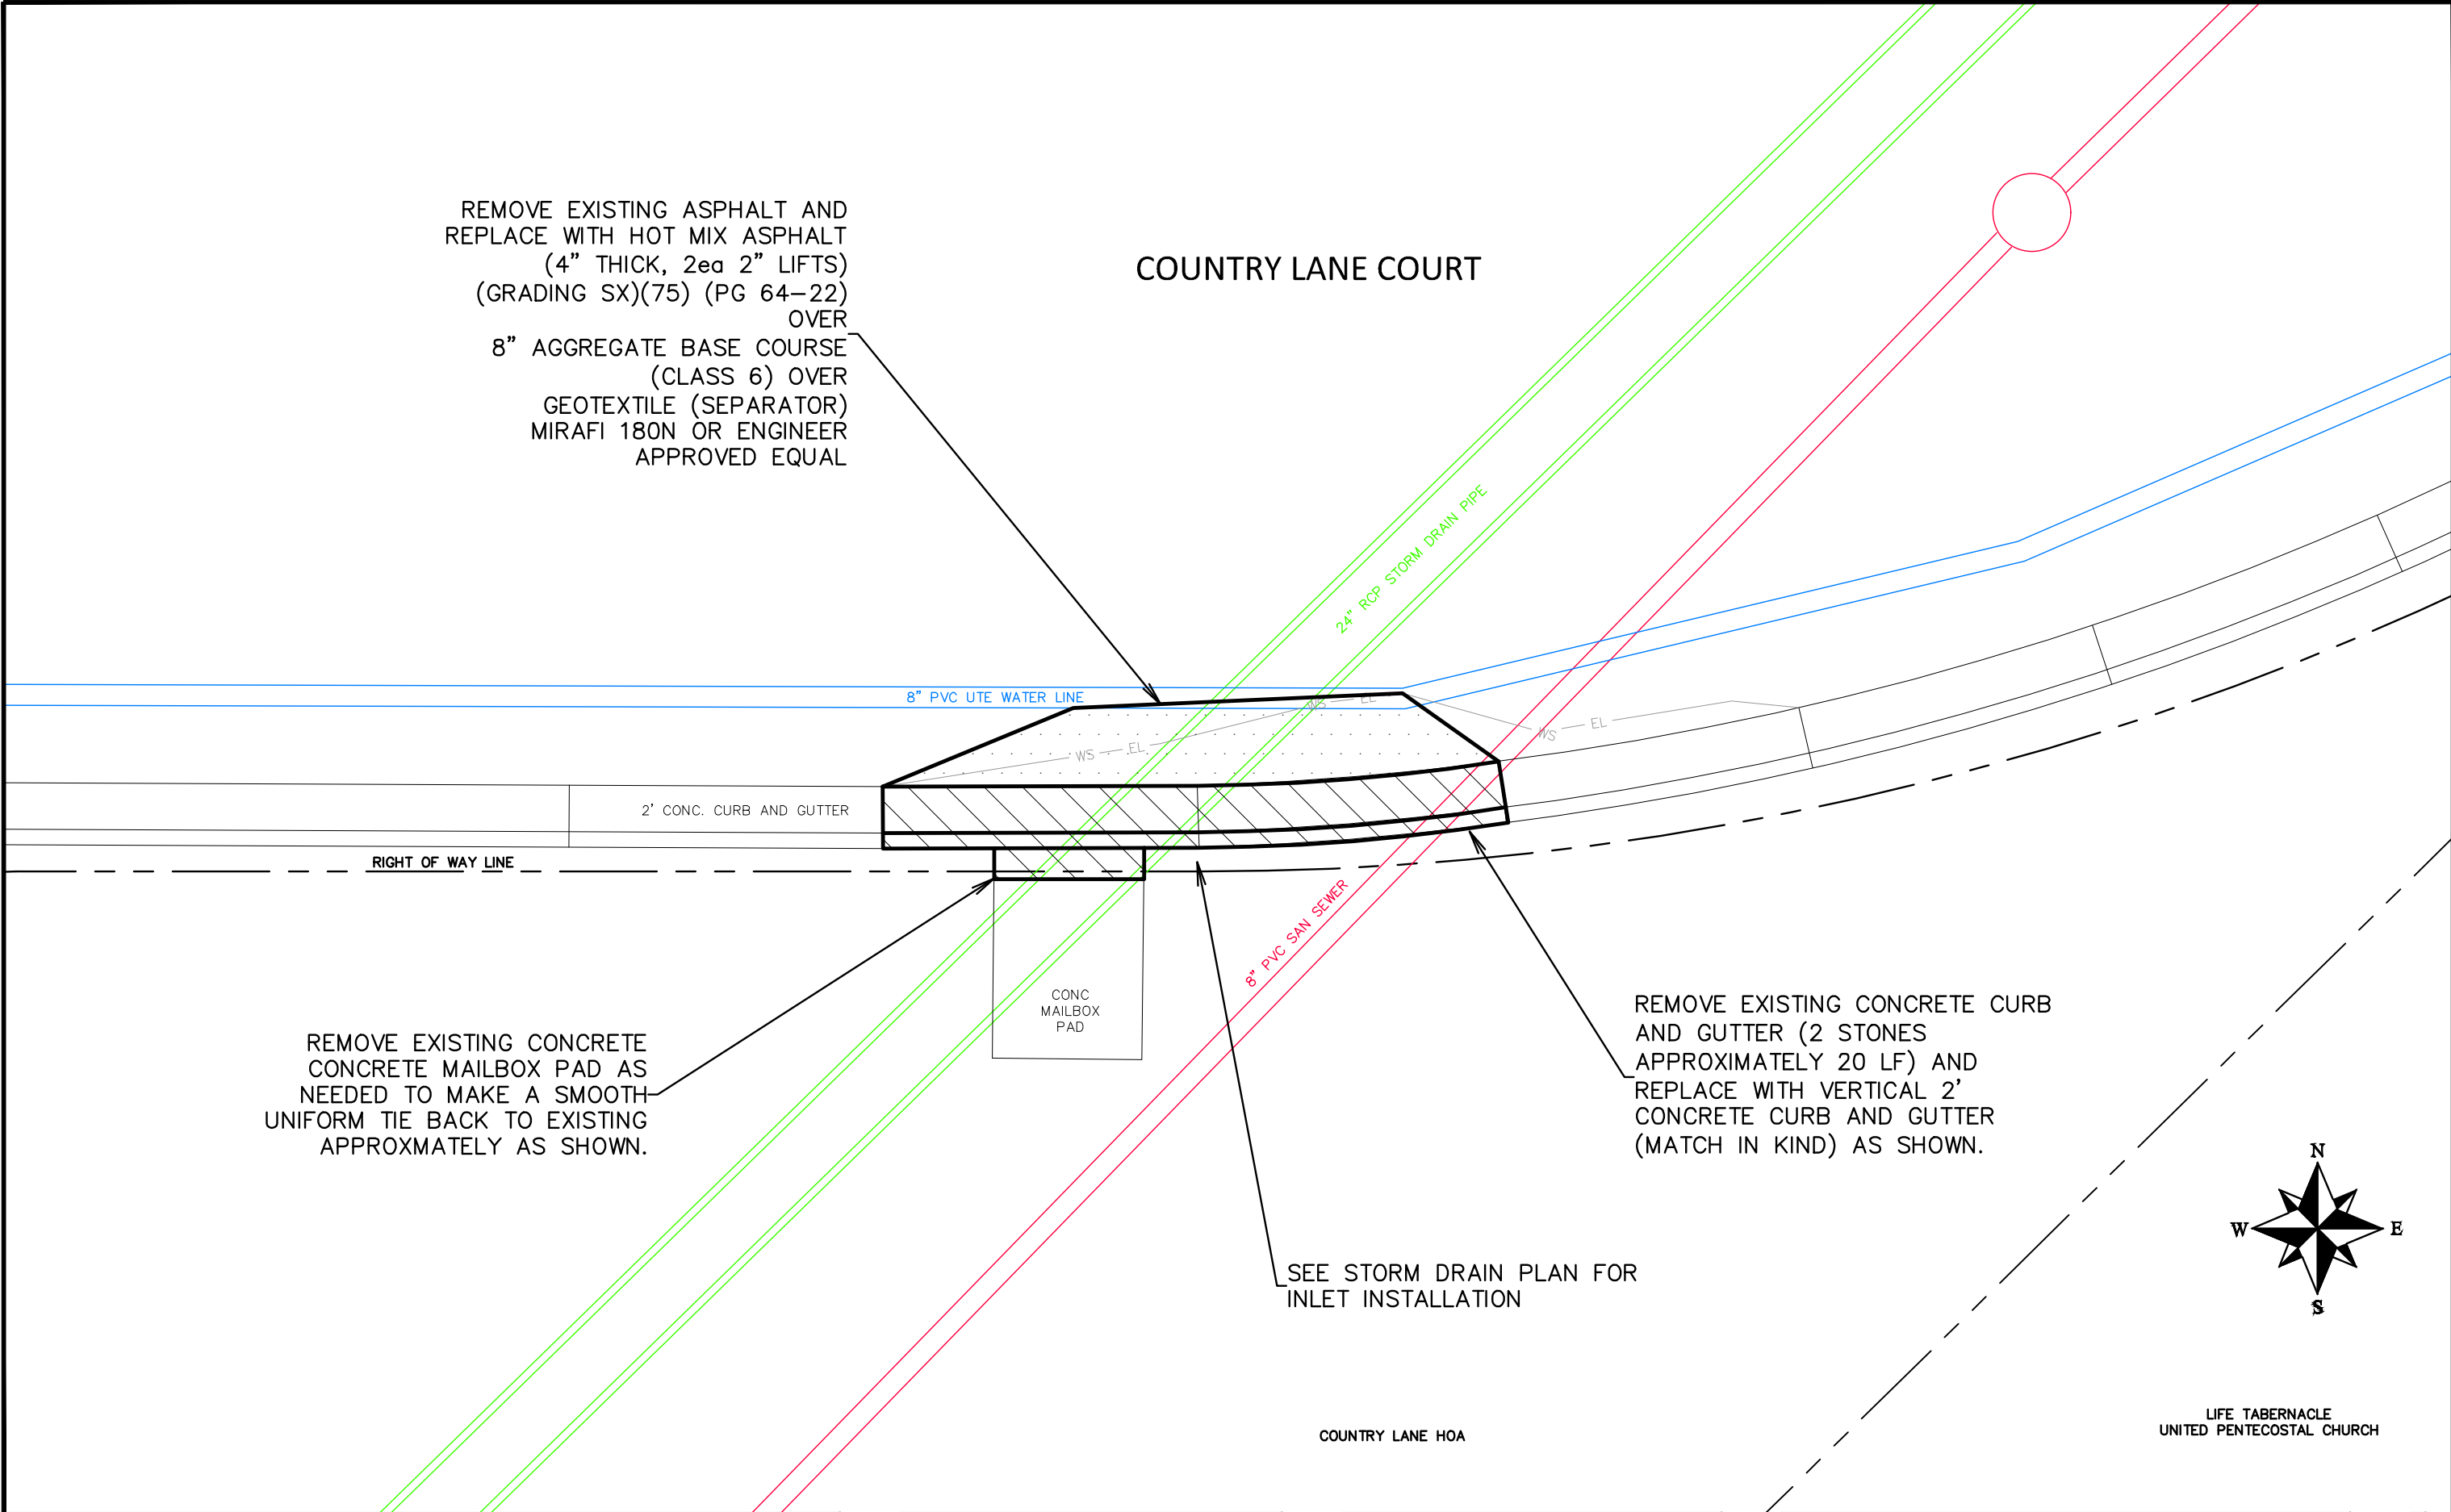 REMOVE EXISTING ASPHALT AND
REPLACE WITH HOT MIX ASPHALT
(4" THICK, 2ea 2" LIFTS)
(GRADING SX)(75) (PG 64-22)
OVER
8" AGGREGATE BASE COURSE
(CLASS 6) OVER
GEOTEXTILE (SEPARATOR)
MIRAFI 180N OR ENGINEER
APPROVED EQUAL
COUNTRY LANE COURT
24" RCP STORM DRAIN PIPE
8" PVC UTE WATER LINE
WS EL
WS EL
WS EL
2' CONC. CURB AND GUTTER
RIGHT OF WAY LINE
8" PVC SAN SEWER
CONC
MAILBOX
PAD
REMOVE EXISTING CONCRETE
CONCRETE MAILBOX PAD AS
NEEDED TO MAKE A SMOOTH
UNIFORM TIE BACK TO EXISTING
APPROXMATELY AS SHOWN.
REMOVE EXISTING CONCRETE CURB
AND GUTTER (2 STONES
APPROXIMATELY 20 LF) AND
REPLACE WITH VERTICAL 2'
CONCRETE CURB AND GUTTER
(MATCH IN KIND) AS SHOWN.
SEE STORM DRAIN PLAN FOR
INLET INSTALLATION
N
W
E
S
COUNTRY LANE HOA
LIFE TABERNACLE
UNITED PENTECOSTAL CHURCH